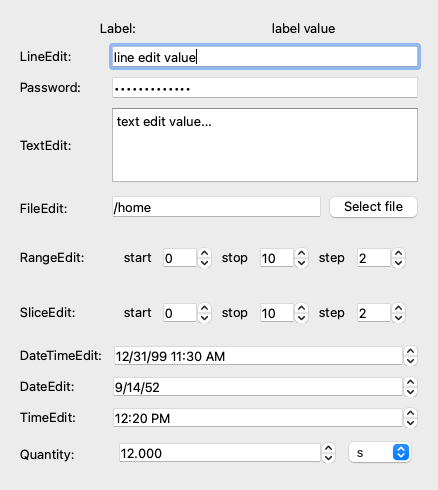 Label: label value
LineEdit: line edit value
Password: •••••••••••••
TextEdit: text edit value...
FileEdit: /home Select file
RangeEdit: start 0 stop 10 step 2
SliceEdit: start 0 stop 10 step 2
DateTimeEdit: 12/31/99 11:30 AM
DateEdit: 9/14/52
TimeEdit: 12:20 PM
Quantity: 12.000 s